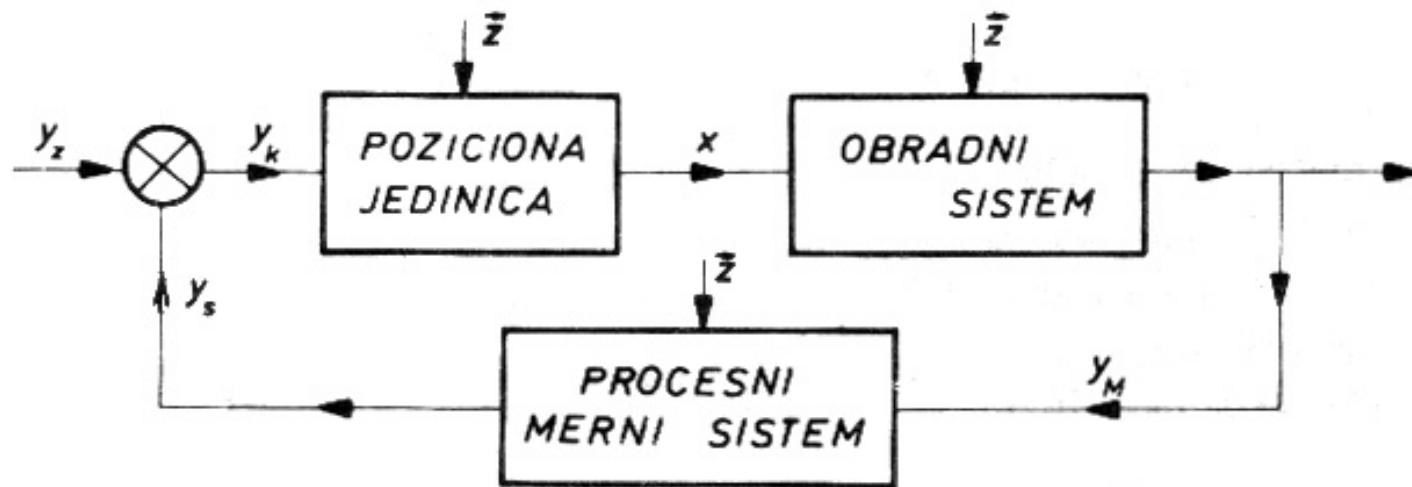 z⃗
z⃗
y_z
y_k
POZICIONA
JEDINICA
x
OBRADNI
SISTEM
y_s
z⃗
PROCESNI
MERNI SISTEM
y_M